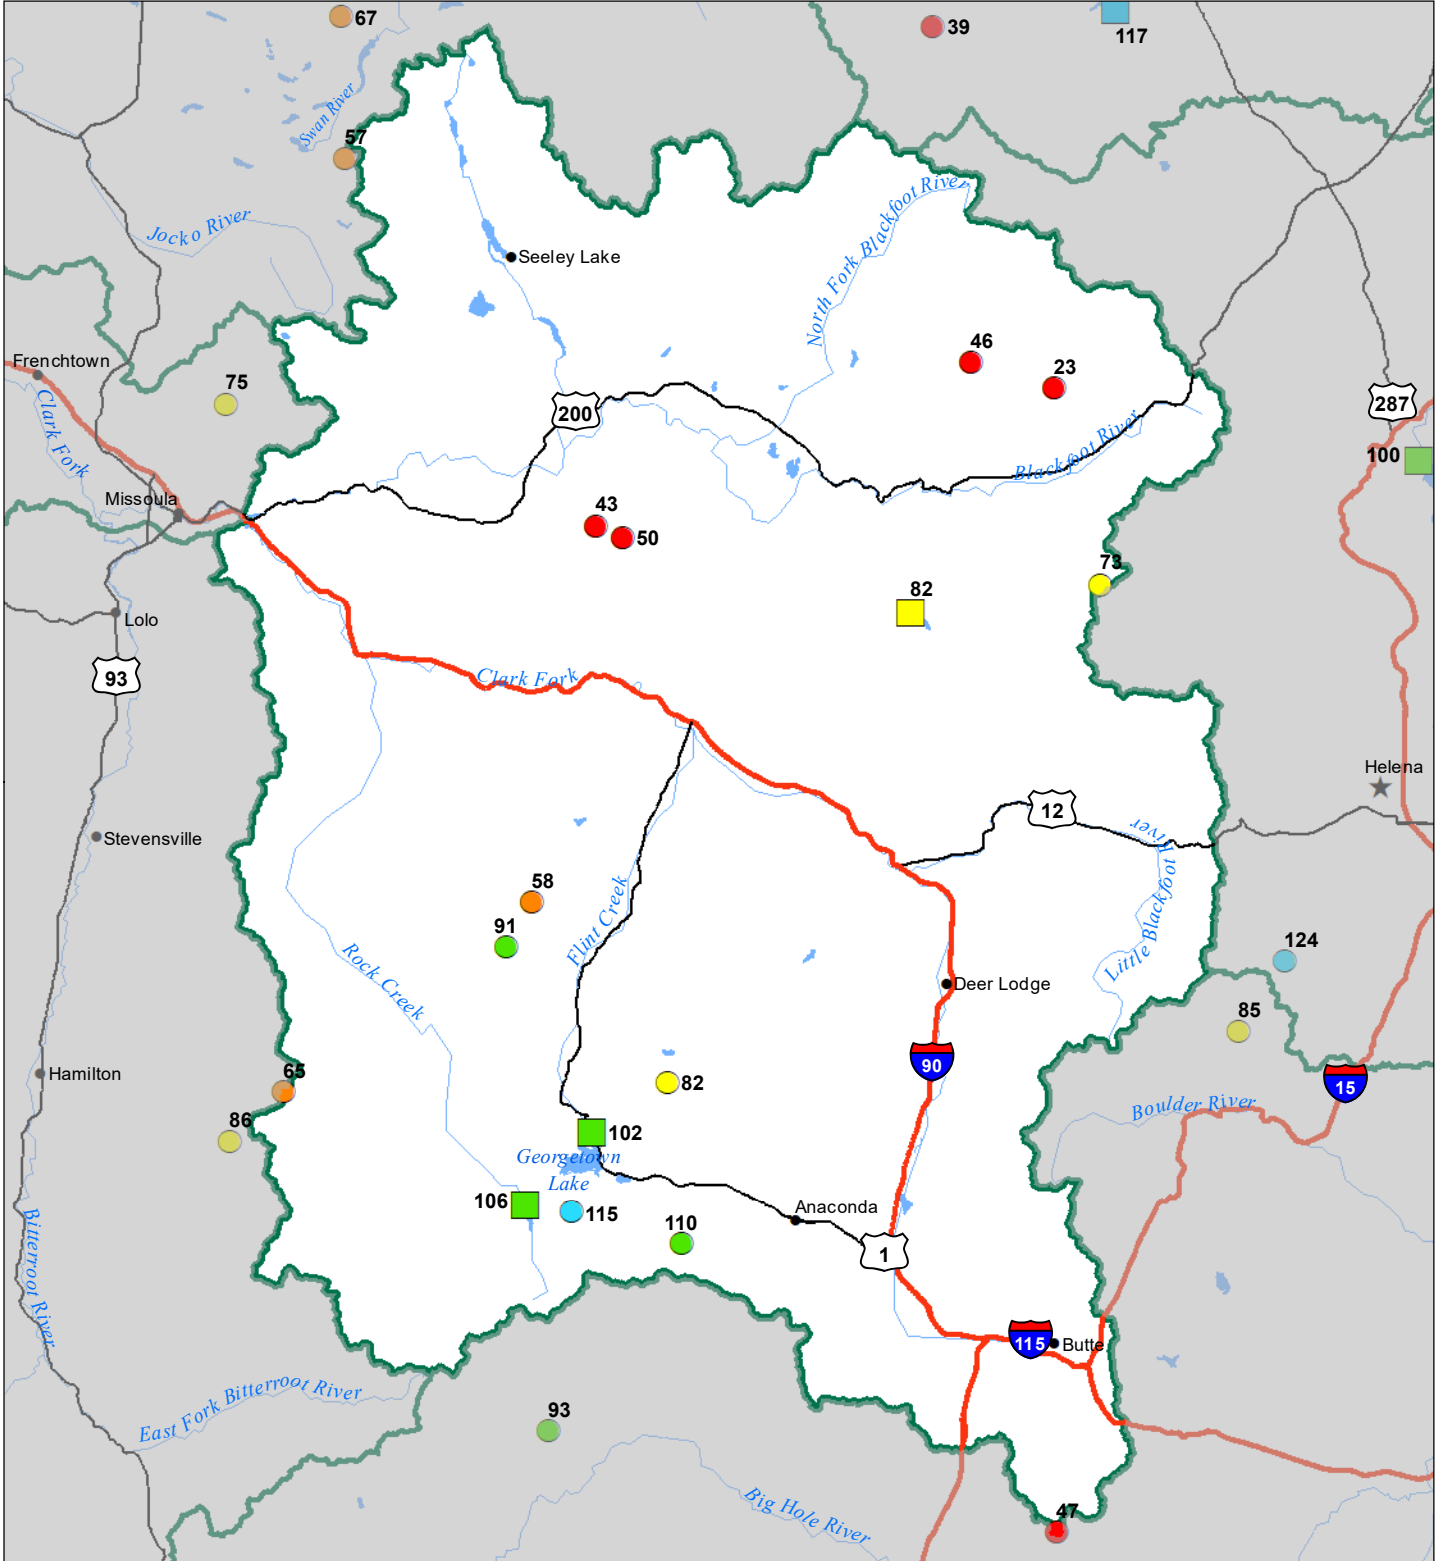 67
39
117
Swan River
57
North Fork Blackfoot River
Jocko River
Seeley Lake
46
23
Frenchtown
75
Clark Fork
200
287
Blackfoot River
100
Missoula
43
50
73
82
Lolo
93
Clark Fork
Helena
12
Little Blackfoot River
Stevensville
58
Flint Creek
91
Rock Creek
124
Deer Lodge
85
90
Hamilton
65
82
15
Boulder River
86
102
Georgetown
Lake
106
115
Anaconda
110
1
Bitterroot River
115
Butte
East Fork Bitterroot River
93
Big Hole River
47